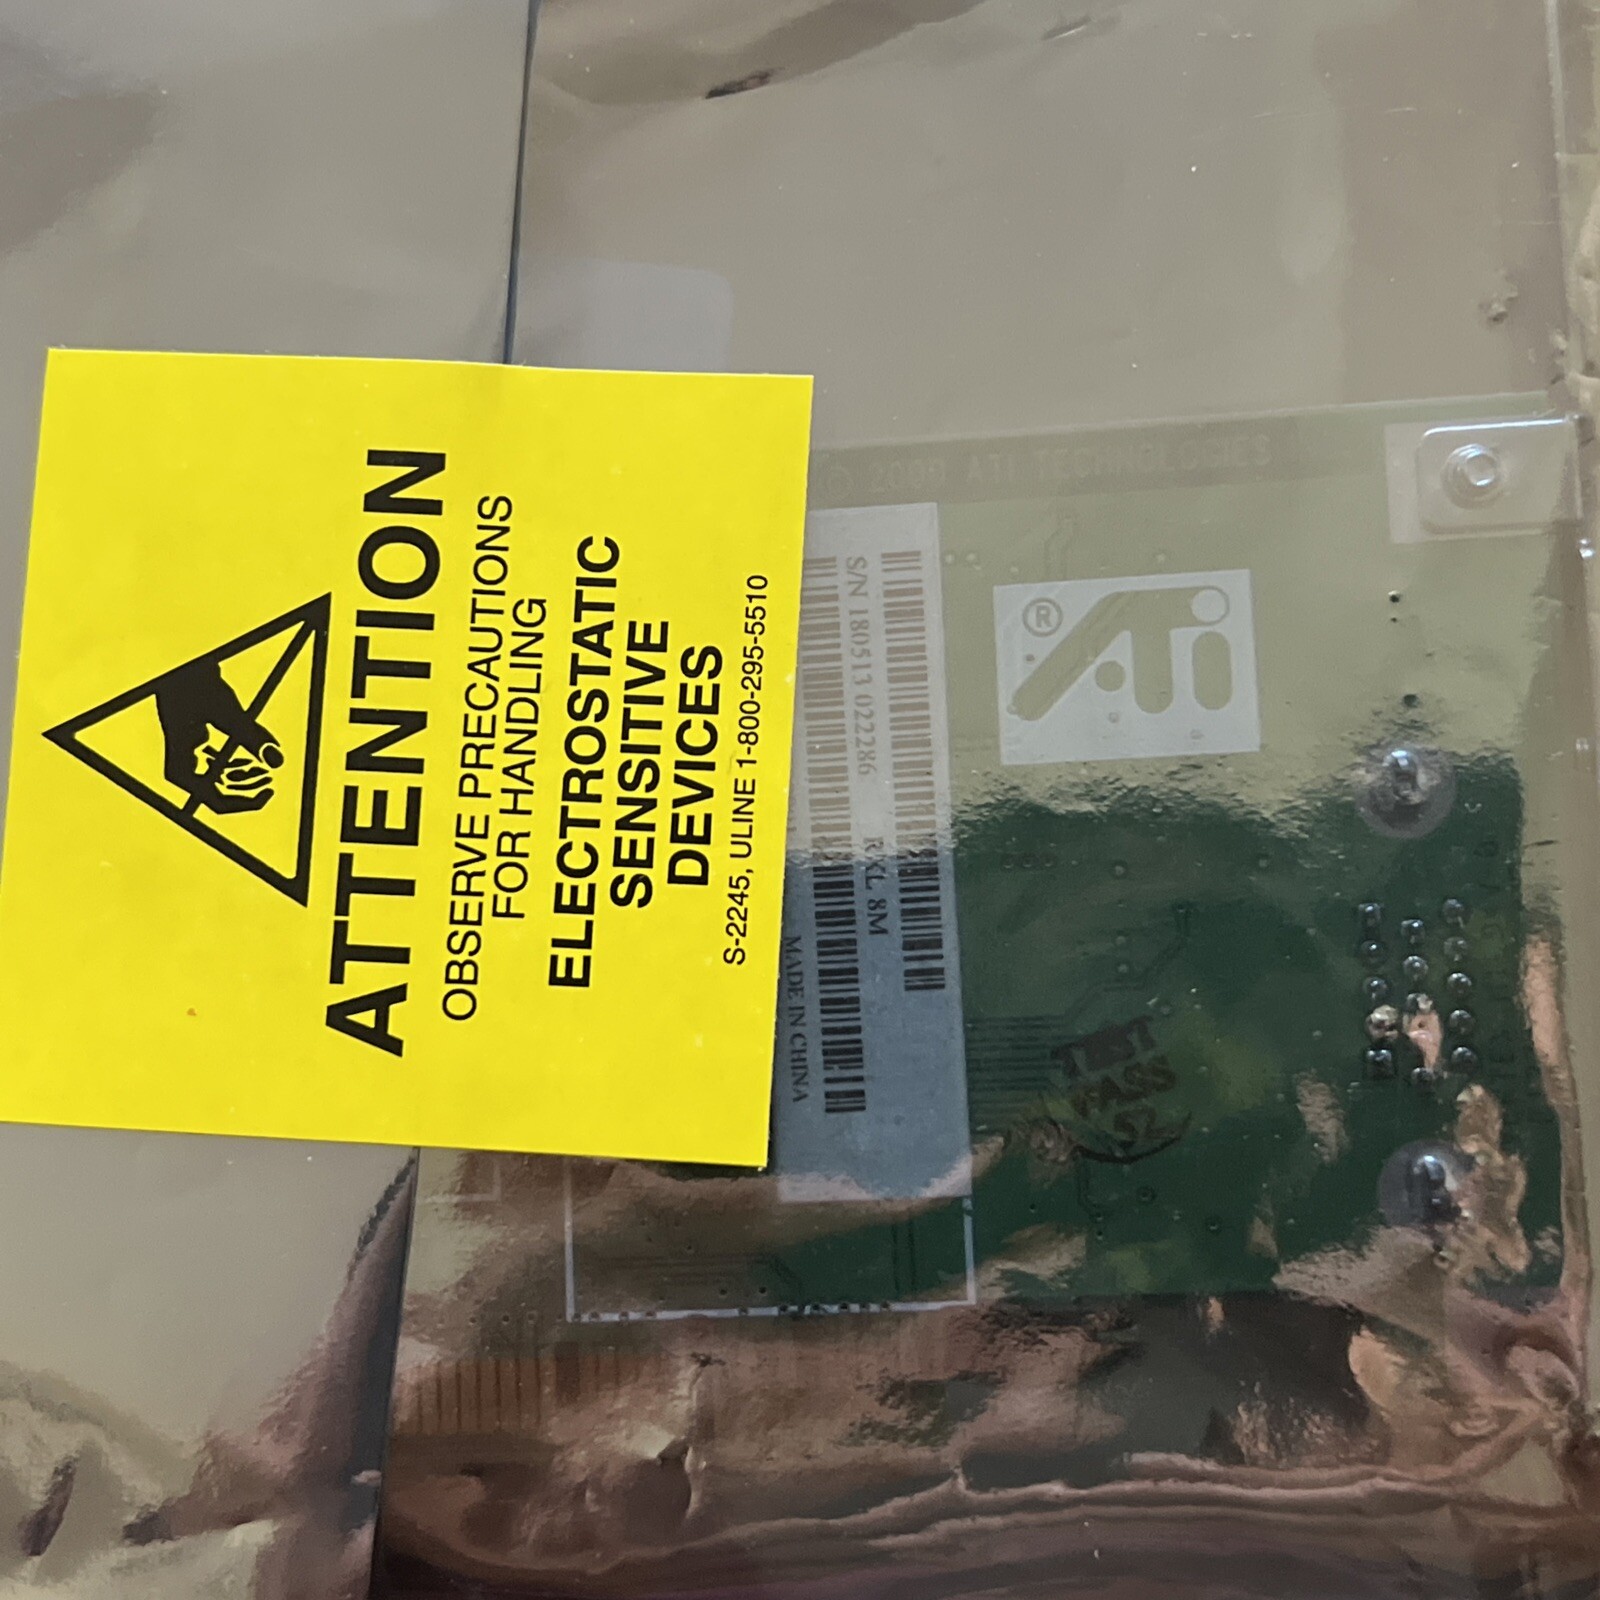 ATTENTION
OBSERVE PRECAUTIONS
FOR HANDLING
ELECTROSTATIC
SENSITIVE
DEVICES
S-2245, ULINE 1-800-295-5510
© 2000 ATI TECHNOLOGIES
S/N 180513 022286
RXL 8M
MADE IN CHINA
ATi®
TEST
PASS
52